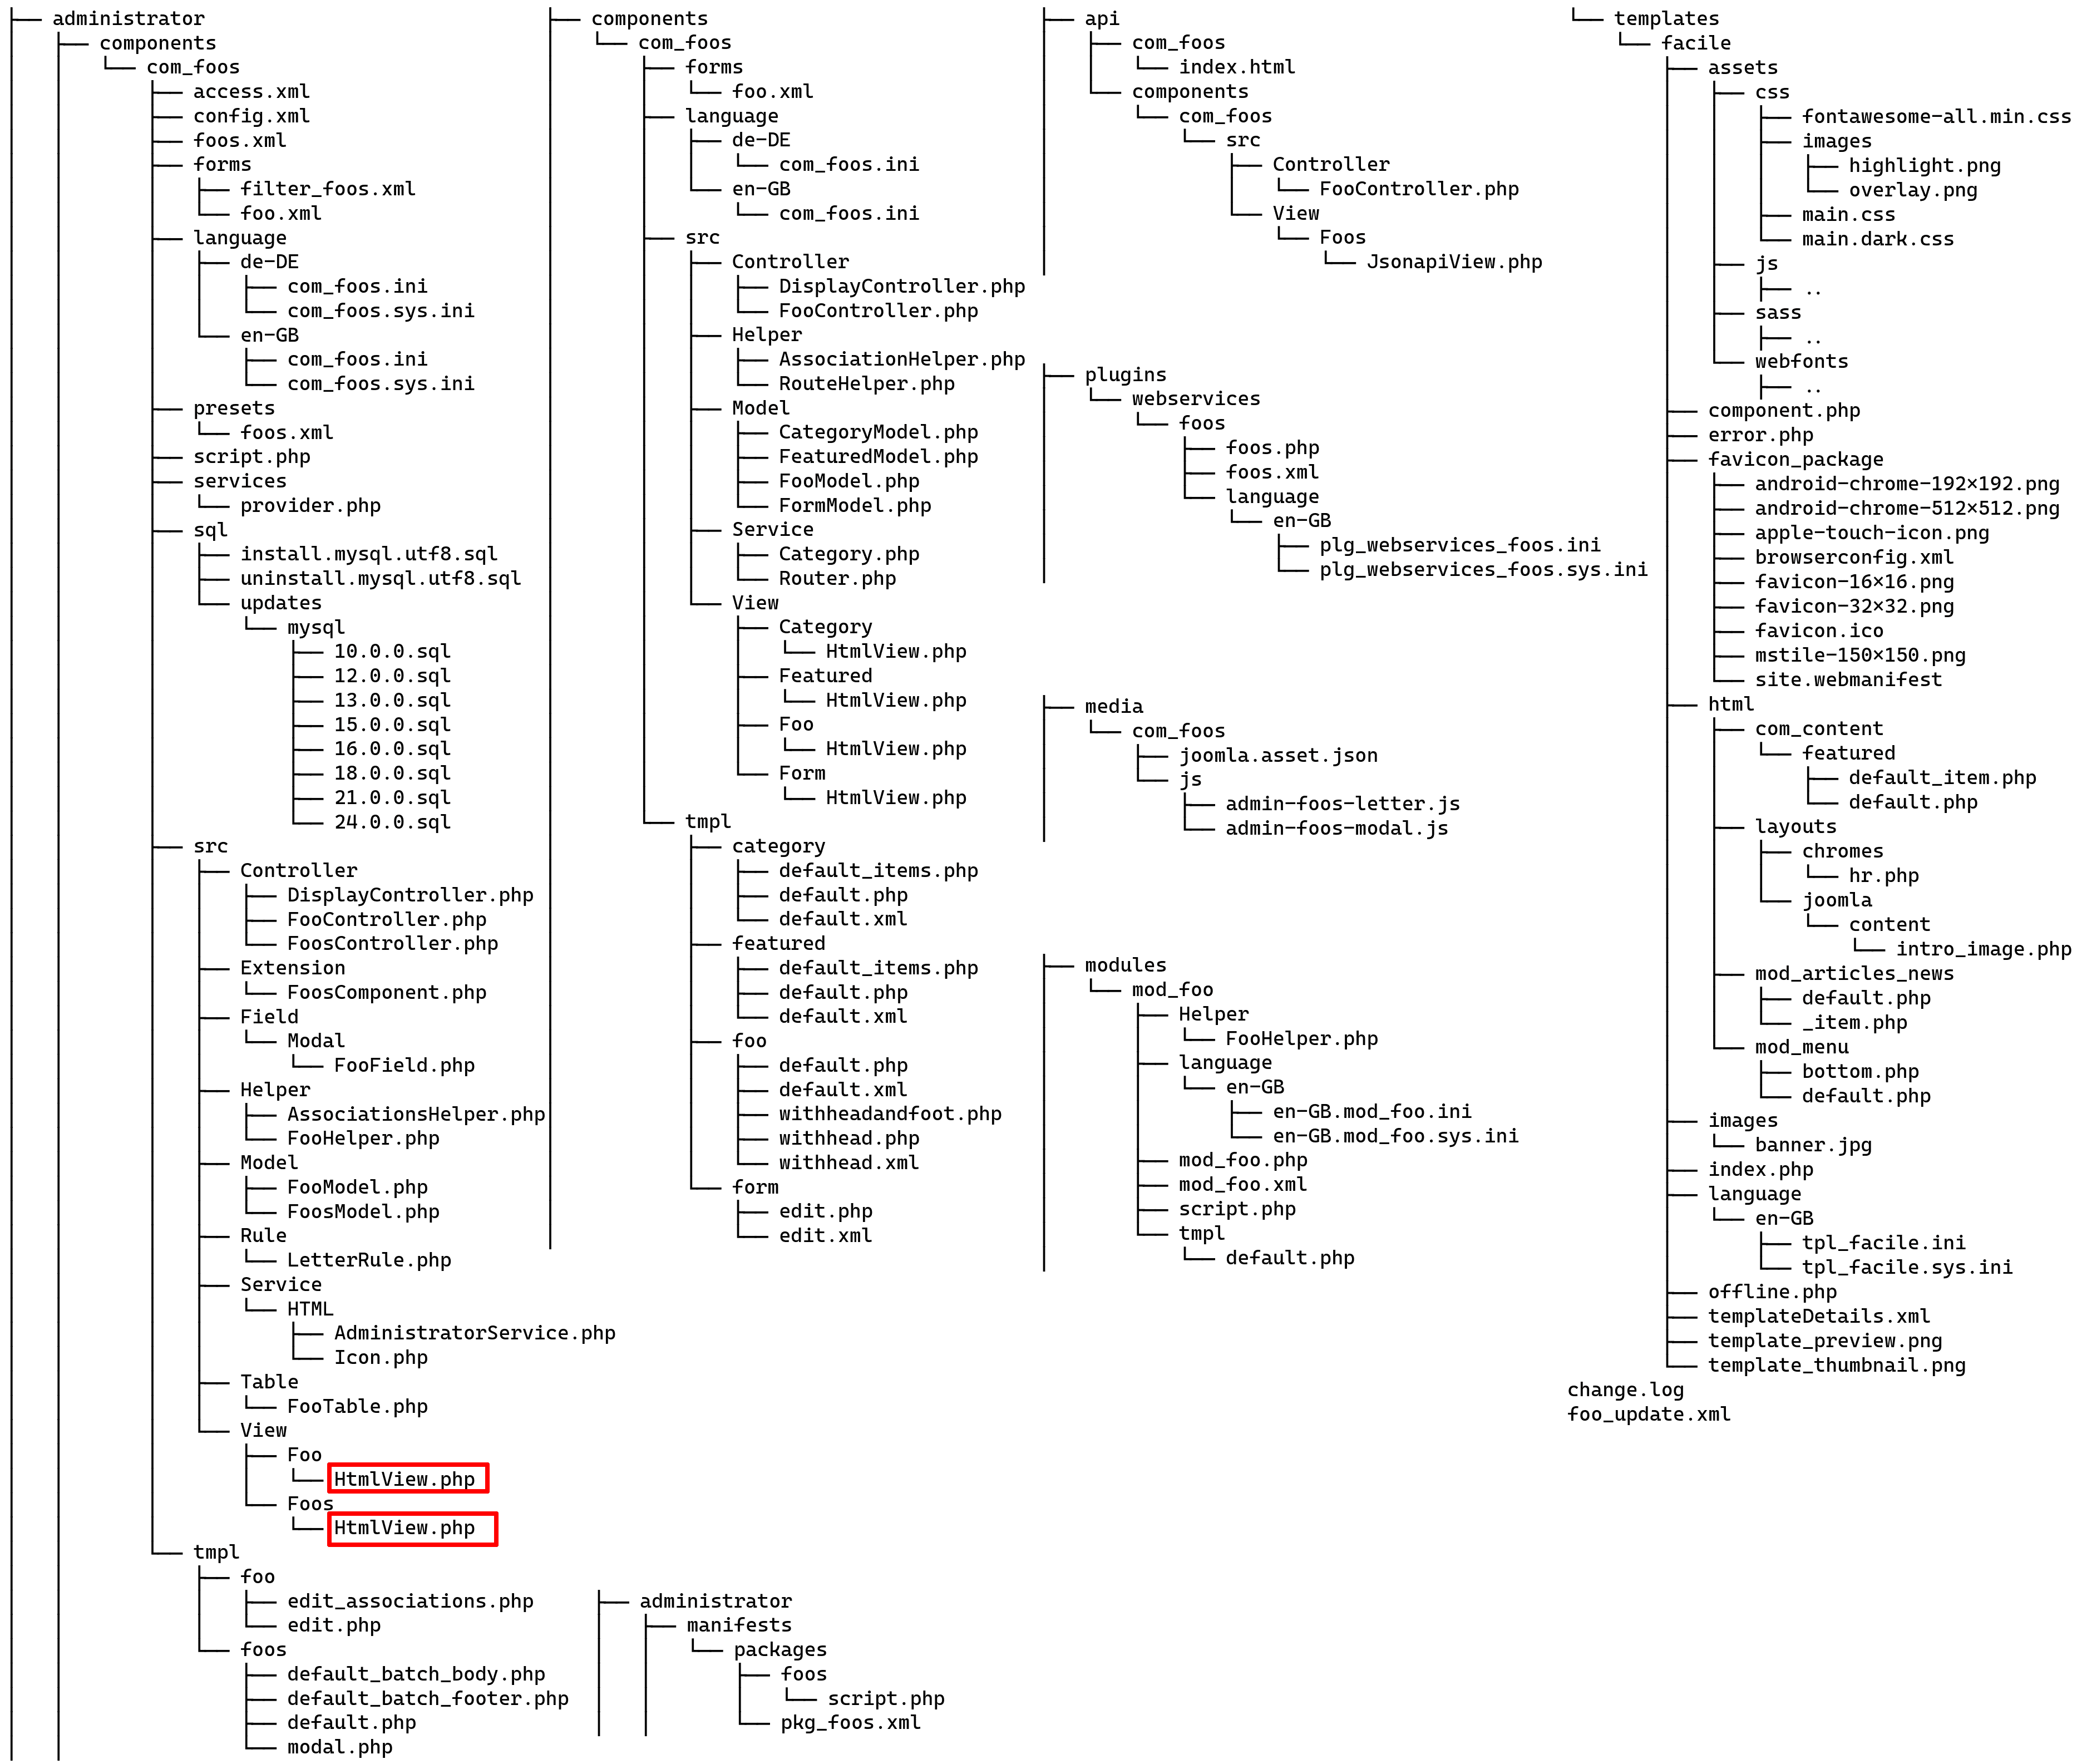 administrator
components
com_foos
access.xml
config.xml
foos.xml
forms
filter_foos.xml
foo.xml
language
de-DE
com_foos.ini
com_foos.sys.ini
en-GB
com_foos.ini
com_foos.sys.ini
presets
foos.xml
script.php
services
provider.php
sql
install.mysql.utf8.sql
uninstall.mysql.utf8.sql
updates
mysql
10.0.0.sql
12.0.0.sql
13.0.0.sql
15.0.0.sql
16.0.0.sql
18.0.0.sql
21.0.0.sql
24.0.0.sql
src
Controller
DisplayController.php
FooController.php
FoosController.php
Extension
FoosComponent.php
Field
Modal
FooField.php
Helper
AssociationsHelper.php
FooHelper.php
Model
FooModel.php
FoosModel.php
Rule
LetterRule.php
Service
HTML
AdministratorService.php
Icon.php
Table
FooTable.php
View
Foo
HtmlView.php
Foos
HtmlView.php
tmpl
foo
edit_associations.php
edit.php
foos
default_batch_body.php
default_batch_footer.php
default.php
modal.php
components
com_foos
forms
foo.xml
language
de-DE
com_foos.ini
en-GB
com_foos.ini
src
Controller
DisplayController.php
FooController.php
Helper
AssociationHelper.php
RouteHelper.php
Model
CategoryModel.php
FeaturedModel.php
FooModel.php
FormModel.php
Service
Category.php
Router.php
View
Category
HtmlView.php
Featured
HtmlView.php
Foo
HtmlView.php
Form
HtmlView.php
tmpl
category
default_items.php
default.php
default.xml
featured
default_items.php
default.php
default.xml
foo
default.php
default.xml
withheadandfoot.php
withhead.php
withhead.xml
form
edit.php
edit.xml
administrator
manifests
packages
foos
script.php
pkg_foos.xml
api
com_foos
index.html
components
com_foos
src
Controller
FooController.php
View
Foos
JsonapiView.php
plugins
webservices
foos
foos.php
foos.xml
language
en-GB
plg_webservices_foos.ini
plg_webservices_foos.sys.ini
media
com_foos
joomla.asset.json
js
admin-foos-letter.js
admin-foos-modal.js
modules
mod_foo
Helper
FooHelper.php
language
en-GB
en-GB.mod_foo.ini
en-GB.mod_foo.sys.ini
mod_foo.php
mod_foo.xml
script.php
tmpl
default.php
templates
facile
assets
css
fontawesome-all.min.css
images
highlight.png
overlay.png
main.css
main.dark.css
js
..
sass
..
webfonts
..
component.php
error.php
favicon_package
android-chrome-192×192.png
android-chrome-512×512.png
apple-touch-icon.png
browserconfig.xml
favicon-16×16.png
favicon-32×32.png
favicon.ico
mstile-150×150.png
site.webmanifest
html
com_content
featured
default_item.php
default.php
layouts
chromes
hr.php
joomla
content
intro_image.php
mod_articles_news
default.php
_item.php
mod_menu
bottom.php
default.php
images
banner.jpg
index.php
language
en-GB
tpl_facile.ini
tpl_facile.sys.ini
offline.php
templateDetails.xml
template_preview.png
template_thumbnail.png
change.log
foo_update.xml